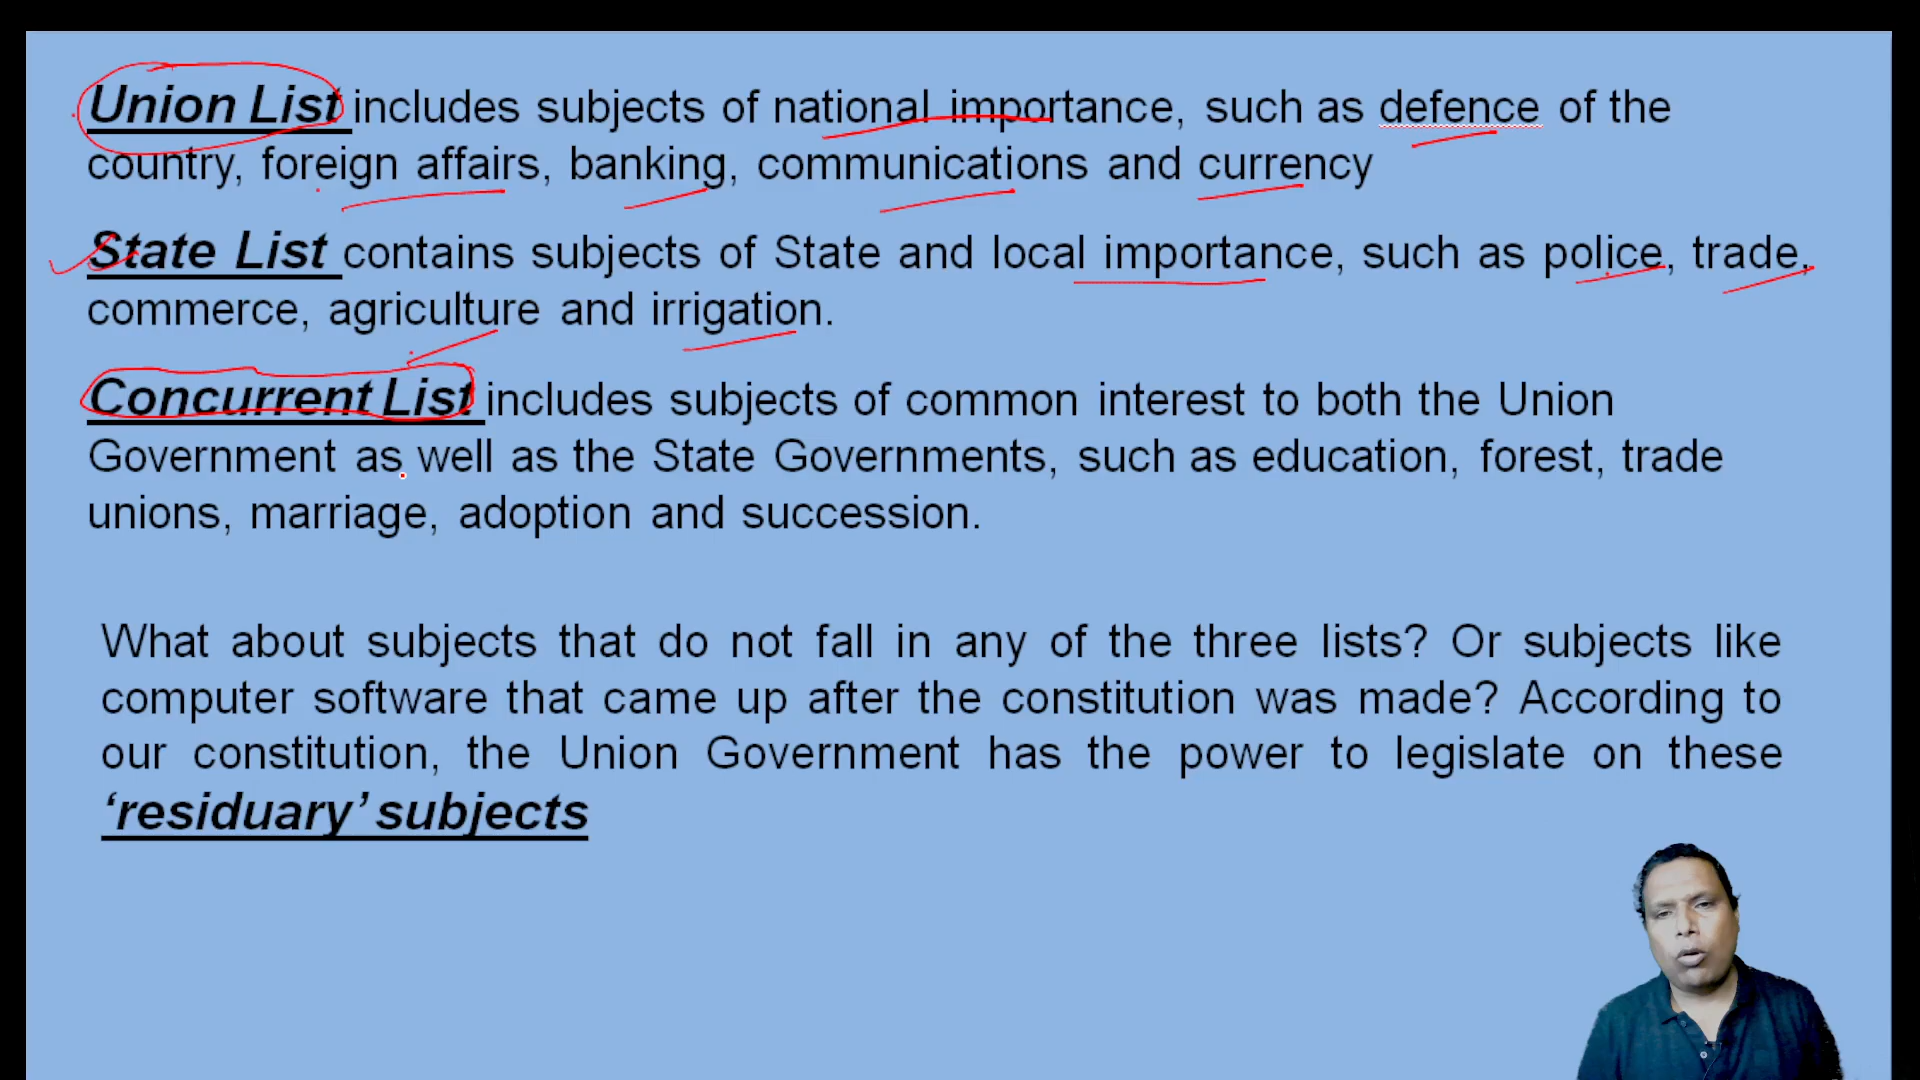 Union List includes subjects of national importance, such as defence of the
country, foreign affairs, banking, communications and currency
State List contains subjects of State and local importance, such as police, trade,
commerce, agriculture and irrigation.
Concurrent List includes subjects of common interest to both the Union
Government as well as the State Governments, such as education, forest, trade
unions, marriage, adoption and succession.
What about subjects that do not fall in any of the three lists? Or subjects like
computer software that came up after the constitution was made? According to
our constitution, the Union Government has the power to legislate on these
‘residuary’ subjects